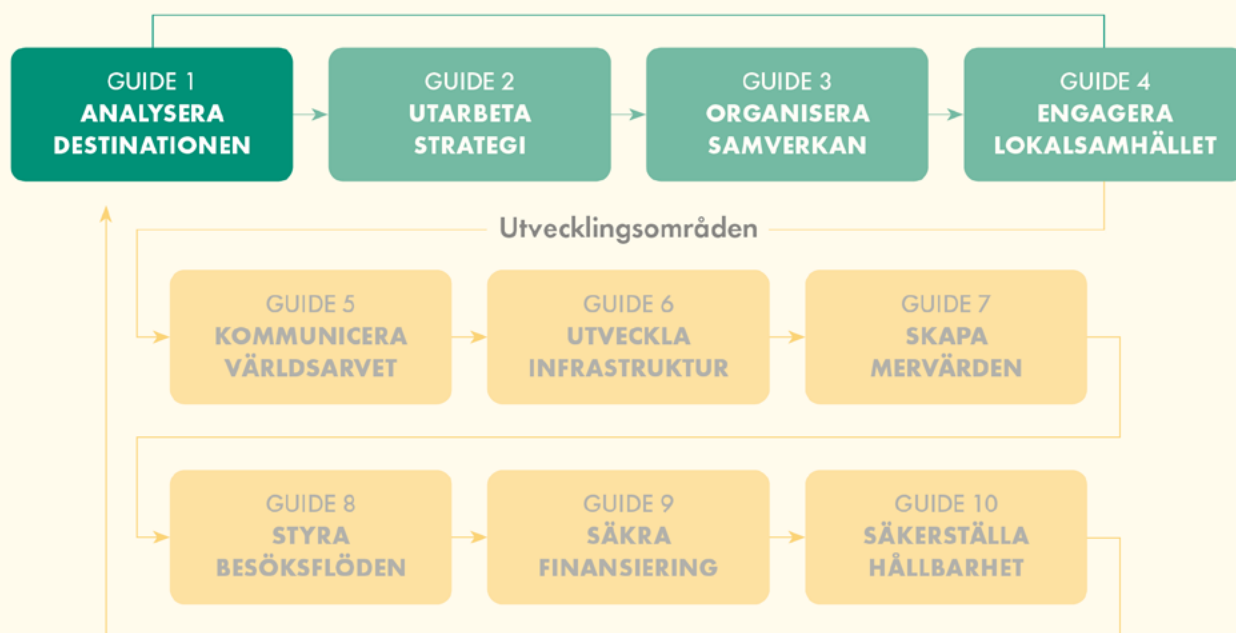 GUIDE 1
ANALYSERA
DESTINATIONEN
GUIDE 2
UTARBETA
STRATEGI
GUIDE 3
ORGANISERA
SAMVERKAN
GUIDE 4
ENGAGERA
LOKALSAMHÄLLET
Utvecklingsområden
GUIDE 5
KOMMUNICERA
VÄRLDSARVET
GUIDE 6
UTVECKLA
INFRASTRUKTUR
GUIDE 7
SKAPA
MERVÄRDEN
GUIDE 8
STYRA
BESÖKSFLÖDEN
GUIDE 9
SÄKRA
FINANSIERING
GUIDE 10
SÄKERSTÄLLA
HÅLLBARHET